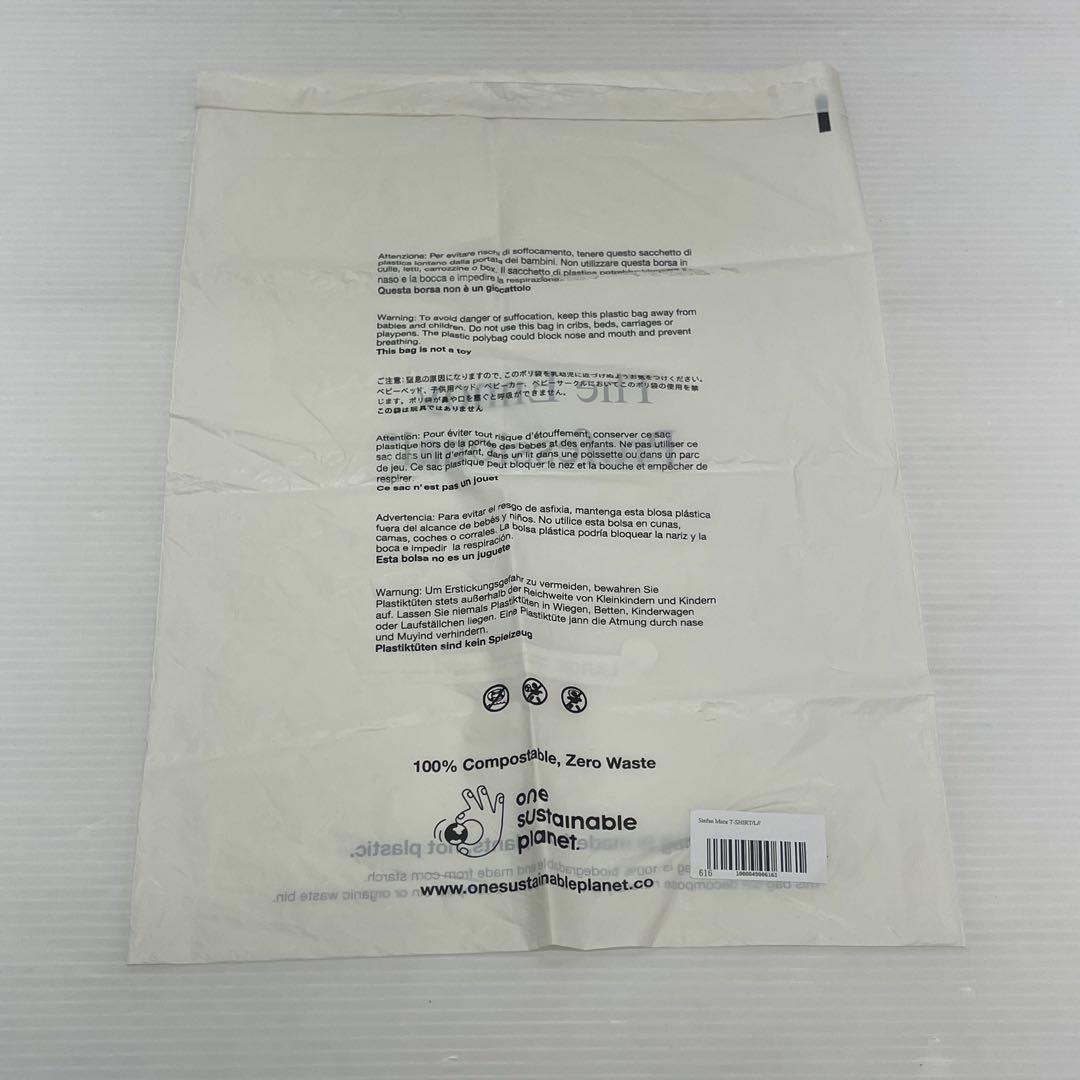 Attenzione: Per evitare rischi di soffocamento, tenere questo sacchetto di
plastica lontano dalla portata dei bambini. Non utilizzare questa borsa in
culle, letti, carrozzine o box. Il sacchetto di plastica potrebbe bloccare il
naso e la bocca e impedire la respirazione.
Questa borsa non è un giocattolo
Warning: To avoid danger of suffocation, keep this plastic bag away from
babies and children. Do not use this bag in cribs, beds, carriages or
playpens. The plastic polybag could block nose and mouth and prevent
breathing.
This bag is not a toy
ご注意：窒息の原因になりますので、このポリ袋を乳幼児に近づけぬようお気をつけください。
ベビーベッド、子供用ベッド、ベビーカー、ベビーサークルにおいてこのポリ袋の使用を禁
じます。ポリ袋が鼻や口を塞ぐと呼吸ができません。
この袋は玩具ではありません
Attention: Pour éviter tout risque d'étouffement, conserver ce sac
plastique hors de la portée des bebes at des enfants. Ne pas utiliser ce
sac dans un lit d'enfant, dans un lit dans une poissette ou dans un parc
de jeu. Ce sac plastique peut bloquer le nez et la bouche et empêcher de
respirer.
Ce sac n'est pas un jouet
Advertencia: Para evitar el resgo de asfixia, mantenga esta blosa plástica
fuera del alcance de bebés y niños. No utilice esta bolsa en cunas,
camas, coches o corrales. La bolsa plástica podría bloquear la nariz y la
boca e impedir la respiración.
Esta bolsa no es un juguete
Warnung: Um Erstickungsgefahr zu vermeiden, bewahren Sie
Plastiktüten stets außerhalb der Reichweite von Kleinkindern und Kindern
auf. Lassen Sie niemals Plastiktüten in Wiegen, Betten, Kinderwagen
oder Laufställchen liegen. Eine Plastiktüte jann die Atmung durch nase
und Muyind verhindern.
Plastiktüten sind kein Spielzeug
100% Compostable, Zero Waste
one
sustainable
planet.
www.onesustainableplanet.co
T-SHIRT/L//
616
1000049006161